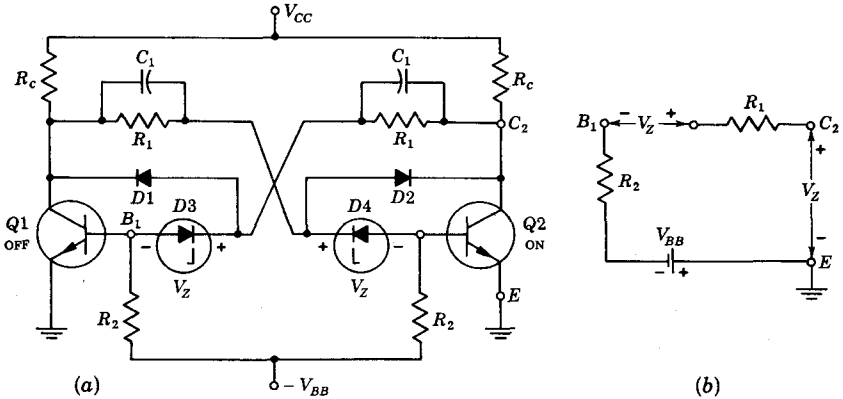 V_CC
C_1
C_1
R_c
R_c
R_1
R_1
C_2
D1
D2
Q1
OFF
B_1
D3
D4
Q2
ON
−
+
+
−
V_Z
V_Z
R_2
R_2
E
(a)
− V_BB
B_1
−
V_Z
+
R_1
C_2
+
R_2
V_Z
V_BB
−
−
+
E
(b)